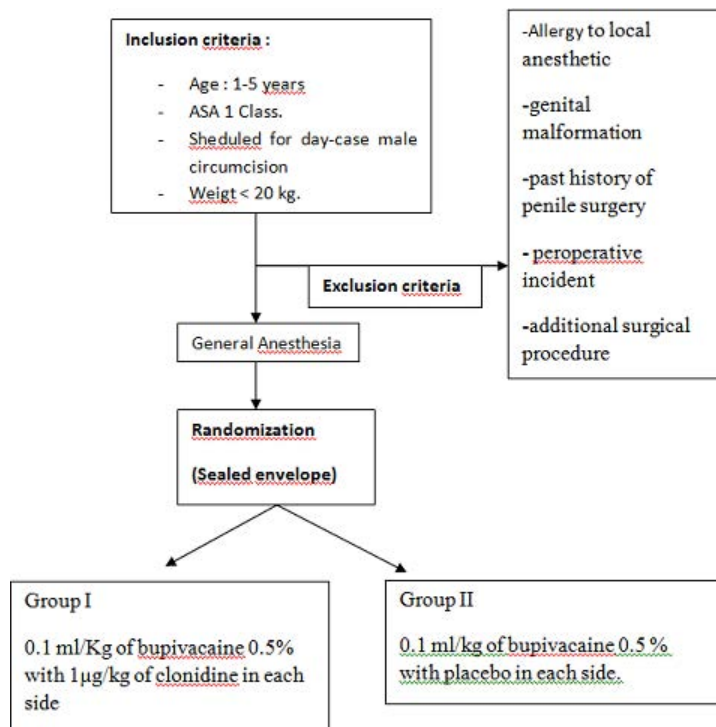 Inclusion criteria :
- Age : 1-5 years
- ASA 1 Class.
- Sheduled for day-case male
circumcision
- Weigt < 20 kg.
-Allergy to local
anesthetic
-genital
malformation
-past history of
penile surgery
- peroperative
incident
-additional surgical
procedure
Exclusion criteria
General Anesthesia
Randomization
(Sealed envelope)
Group I
0.1 ml/Kg of bupivacaine 0.5%
with 1µg/kg of clonidine in each
side
Group II
0.1 ml/kg of bupivacaine 0.5 %
with placebo in each side.